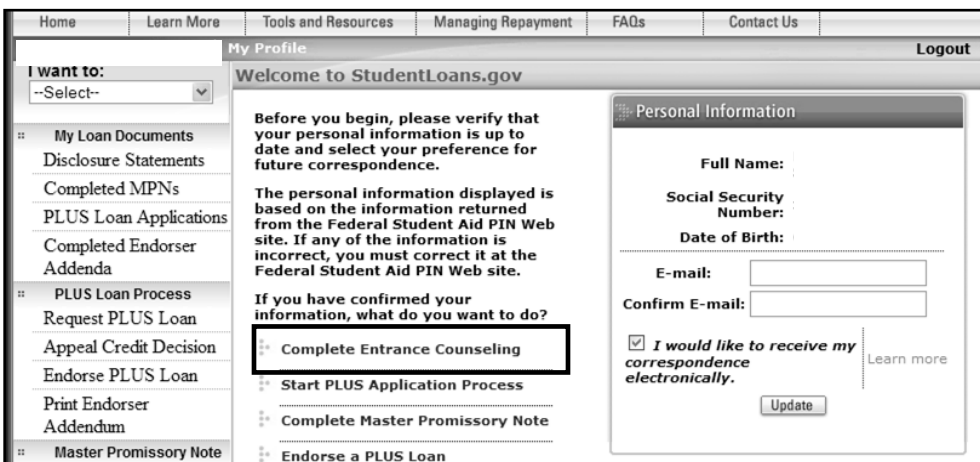 Home Learn More Tools and Resources Managing Repayment FAQs Contact Us
My Profile Logout
I want to:
--Select--
My Loan Documents
Disclosure Statements
Completed MPNs
PLUS Loan Applications
Completed Endorser
Addenda
PLUS Loan Process
Request PLUS Loan
Appeal Credit Decision
Endorse PLUS Loan
Print Endorser
Addendum
Master Promissory Note
Welcome to StudentLoans.gov
Before you begin, please verify that
your personal information is up to
date and select your preference for
future correspondence.
The personal information displayed is
based on the information returned
from the Federal Student Aid PIN Web
site. If any of the information is
incorrect, you must correct it at the
Federal Student Aid PIN Web site.
If you have confirmed your
information, what do you want to do?
Complete Entrance Counseling
Start PLUS Application Process
Complete Master Promissory Note
Endorse a PLUS Loan
Personal Information
Full Name:
Social Security
Number:
Date of Birth:
E-mail:
Confirm E-mail:
I would like to receive my
correspondence
electronically.
Learn more
Update